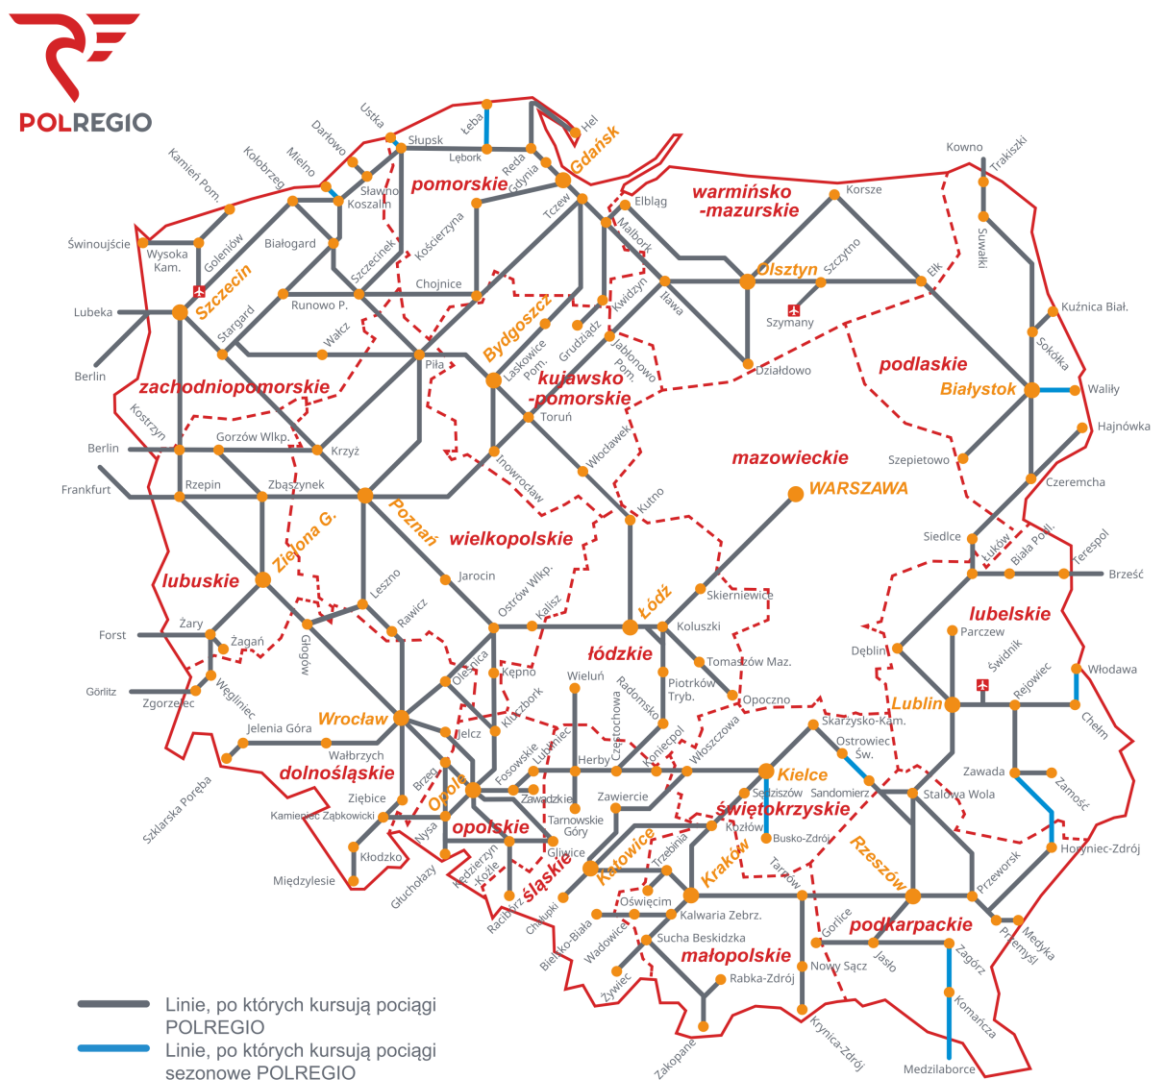 POLREGIO
Ustka
Łeba
Hel
Darłowo
Słupsk
Lębork
Reda
Gdynia
Gdańsk
Kowno
Trakiszki
Mielno
Kołobrzeg
Kamień Pom.
Sławno
Koszalin
pomorskie
Kościerzyna
Tczew
Elbląg
Malbork
warmińsko
-mazurskie
Korsze
Suwałki
Świnoujście
Wysoka
Kam.
Goleniów
Białogard
Szczecinek
Chojnice
Kwidzyn
Iława
Olsztyn
Szczytno
Ełk
Szczecin
Lubeka
Runowo P.
Bydgoszcz
Szymany
Kuźnica Biał.
Sokółka
Stargard
Wałcz
Piła
Laskowice
Pom.
Grudziądz
Jabłonowo
Pom.
Działdowo
Berlin
zachodniopomorskie
kujawsko
-pomorskie
podlaskie
Białystok
Waliły
Kostrzyn
Gorzów Wlkp.
Krzyż
Toruń
Hajnówka
Berlin
Inowrocław
Włocławek
mazowieckie
Szepietowo
Czeremcha
Frankfurt
Rzepin
Zbąszynek
Poznań
Kutno
WARSZAWA
Zielona G.
wielkopolskie
Siedlce
Łuków
Biała Podl.
Terespol
lubuskie
Leszno
Jarocin
Ostrów Wlkp.
Kalisz
Łódź
Skierniewice
Brześć
lubelskie
Forst
Żary
Żagań
Głogów
Rawicz
Koluszki
Dęblin
Parczew
Świdnik
Włodawa
Görlitz
Zgorzelec
Węgliniec
Oleśnica
Kępno
Wieluń
łódzkie
Tomaszów Maz.
Piotrków
Tryb.
Opoczno
Radomsko
Lublin
Rejowiec
Chełm
Wrocław
Kluczbork
Jelcz
Jelenia Góra
Wałbrzych
Szklarska Poręba
dolnośląskie
Brzeg
Opole
Fosowskie
Lubliniec
Herby
Częstochowa
Koniecpol
Włoszczowa
Skarżysko-Kam.
Ostrowiec
Św.
Kielce
Zawada
Zamość
Ziębice
Kamieniec Ząbkowicki
Nysa
Zawadzkie
Tarnowskie
Góry
Zawiercie
Sędziszów
Sandomierz
Stalowa Wola
świętokrzyskie
opolskie
Kozłów
Busko-Zdrój
Horyniec-Zdrój
Kłodzko
Międzylesie
Głuchołazy
Kędzierzyn
-Koźle
Gliwice
śląskie
Katowice
Trzebinia
Kraków
Tarnów
Rzeszów
Przeworsk
Racibórz
Chałupki
Oświęcim
Bielsko-Biała
Wadowice
Kalwaria Zebrz.
Gorlice
podkarpackie
Przemyśl
Medyka
Sucha Beskidzka
małopolskie
Nowy Sącz
Jasło
Zagórz
Żywiec
Rabka-Zdrój
Komańcza
Zakopane
Krynica-Zdrój
Medzilaborce
Linie, po których kursują pociągi
POLREGIO
Linie, po których kursują pociągi
sezonowe POLREGIO